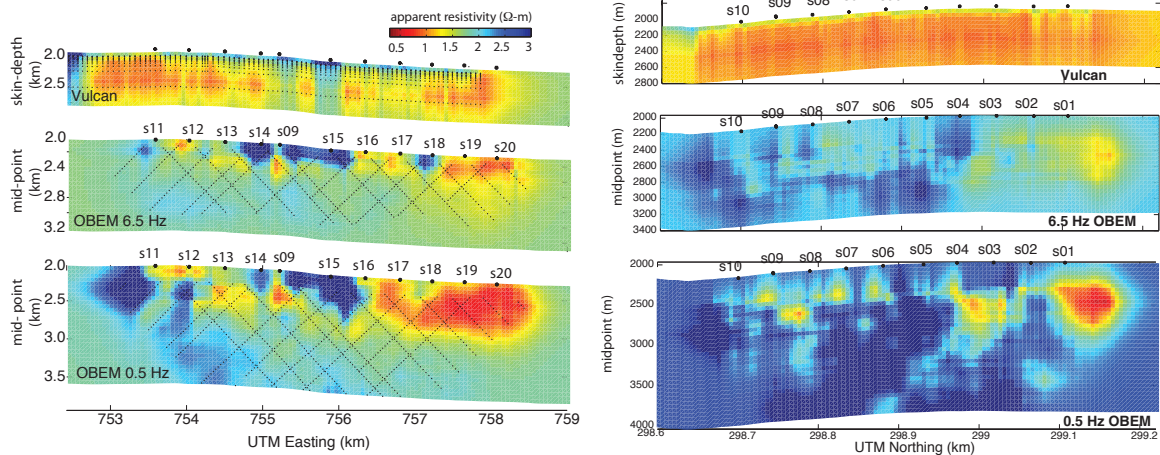 apparent resistivity (Ω-m)
0.5 1 1.5 2 2.5 3
skin-depth
(km)
2.0
2.5
Vulcan
s11 s12 s13 s14 s09 s15 s16 s17 s18 s19 s20
mid-point
(km)
2.0
2.4
2.8
3.2
OBEM 6.5 Hz
s11 s12 s13 s14 s09 s15 s16 s17 s18 s19 s20
mid- point
(km)
2.0
2.5
3.0
3.5
OBEM 0.5 Hz
753 754 755 756 757 758 759
UTM Easting (km)
s10 s09 s08
skindepth (m)
2000
2200
2400
2600
2800
Vulcan
s10 s09 s08 s07 s06 s05 s04 s03 s02 s01
midpoint (m)
2000
2200
2400
2600
2800
3000
3200
3400
6.5 Hz OBEM
s10 s09 s08 s07 s06 s05 s04 s03 s02 s01
midpoint (m)
2000
2500
3000
3500
4000
0.5 Hz OBEM
298.6 298.7 298.8 298.9 299 299.1 299.2
UTM Northing (km)